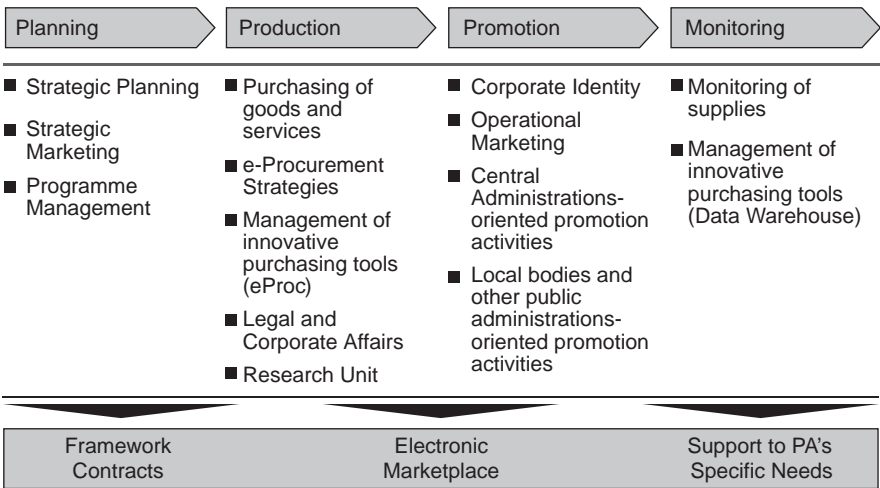 Planning
Production
Promotion
Monitoring
■ Strategic Planning
■ Strategic
Marketing
■ Programme
Management
■ Purchasing of
goods and
services
■ e-Procurement
Strategies
■ Management of
innovative
purchasing tools
(eProc)
■ Legal and
Corporate Affairs
■ Research Unit
■ Corporate Identity
■ Operational
Marketing
■ Central
Administrations-
oriented promotion
activities
■ Local bodies and
other public
administrations-
oriented promotion
activities
■ Monitoring of
supplies
■ Management of
innovative
purchasing tools
(Data Warehouse)
Framework
Contracts
Electronic
Marketplace
Support to PA's
Specific Needs